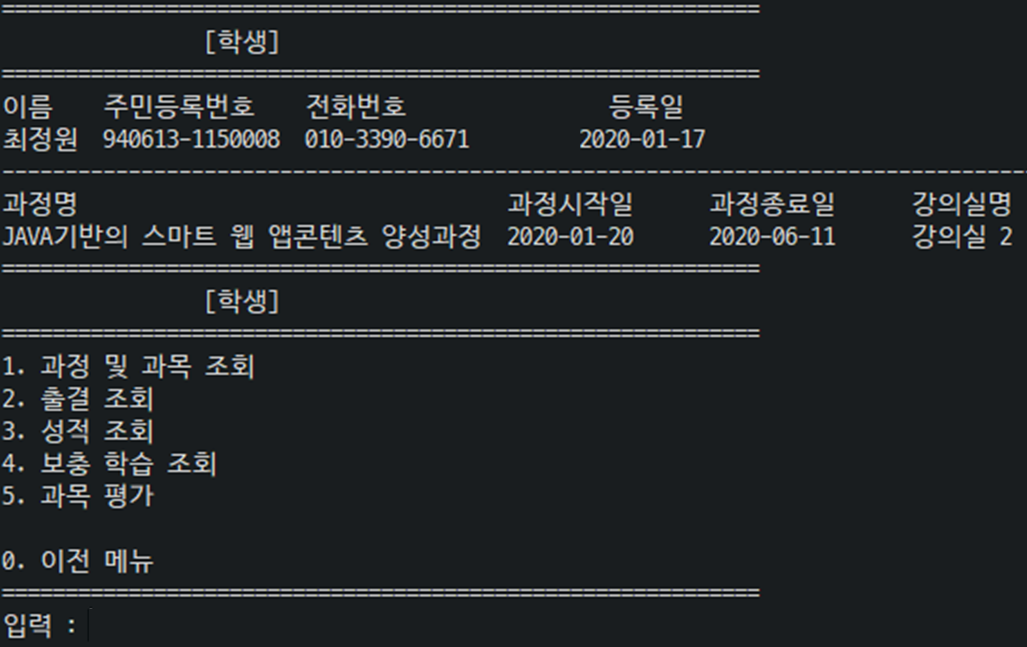 ============================================================
[학생]
============================================================
이름 주민등록번호 전화번호 등록일
최정원 940613-1150008 010-3390-6671 2020-01-17
---------------------------------------------------------------------------------
과정명 과정시작일 과정종료일 강의실명
JAVA기반의 스마트 웹 앱콘텐츠 양성과정 2020-01-20 2020-06-11 강의실 2
============================================================
[학생]
============================================================
1. 과정 및 과목 조회
2. 출결 조회
3. 성적 조회
4. 보충 학습 조회
5. 과목 평가
0. 이전 메뉴
============================================================
입력 :